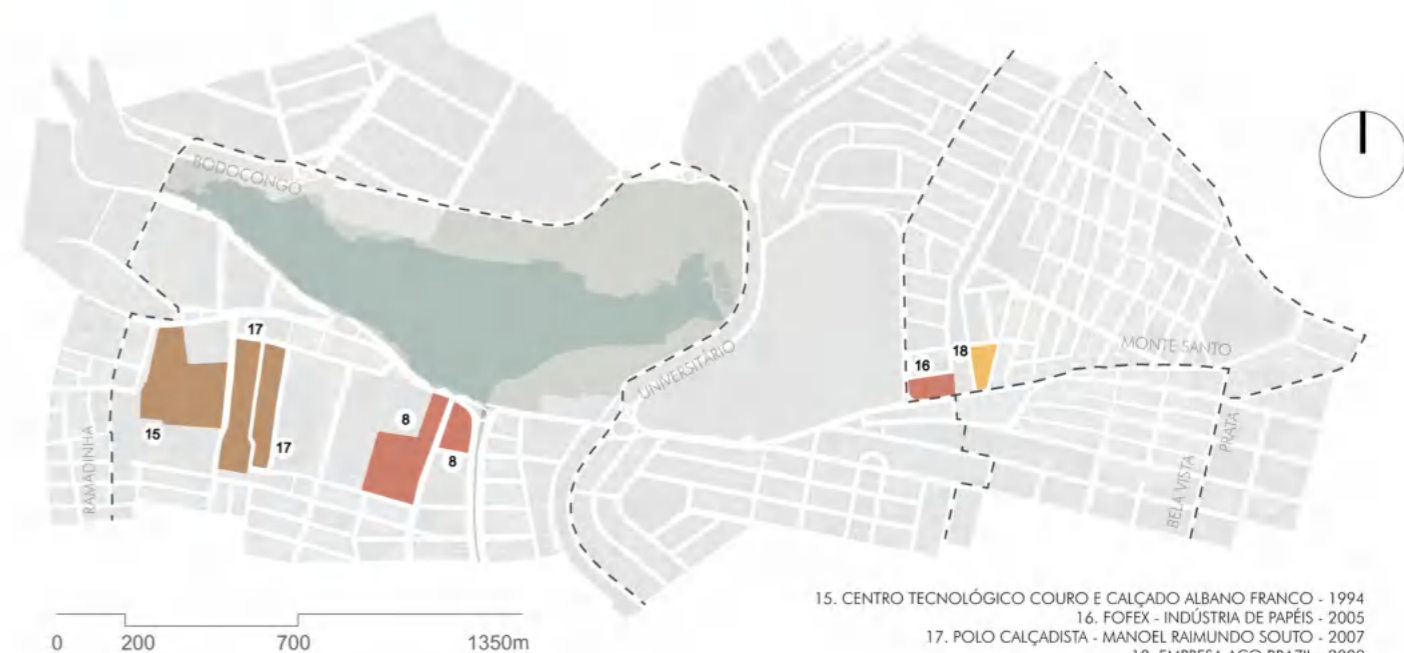 BODOCONGO
17
UNIVERSITÁRIO
MONTE SANTO
18
16
15
17
8
8
RAMADINHA
BELA VISTA
PRATA
0 200 700 1350m
15. CENTRO TECNOLÓGICO COURO E CALÇADO ALBANO FRANCO - 1994
16. FOFEX - INDÚSTRIA DE PAPÉIS - 2005
17. POLO CALÇADISTA - MANOEL RAIMUNDO SOUTO - 2007